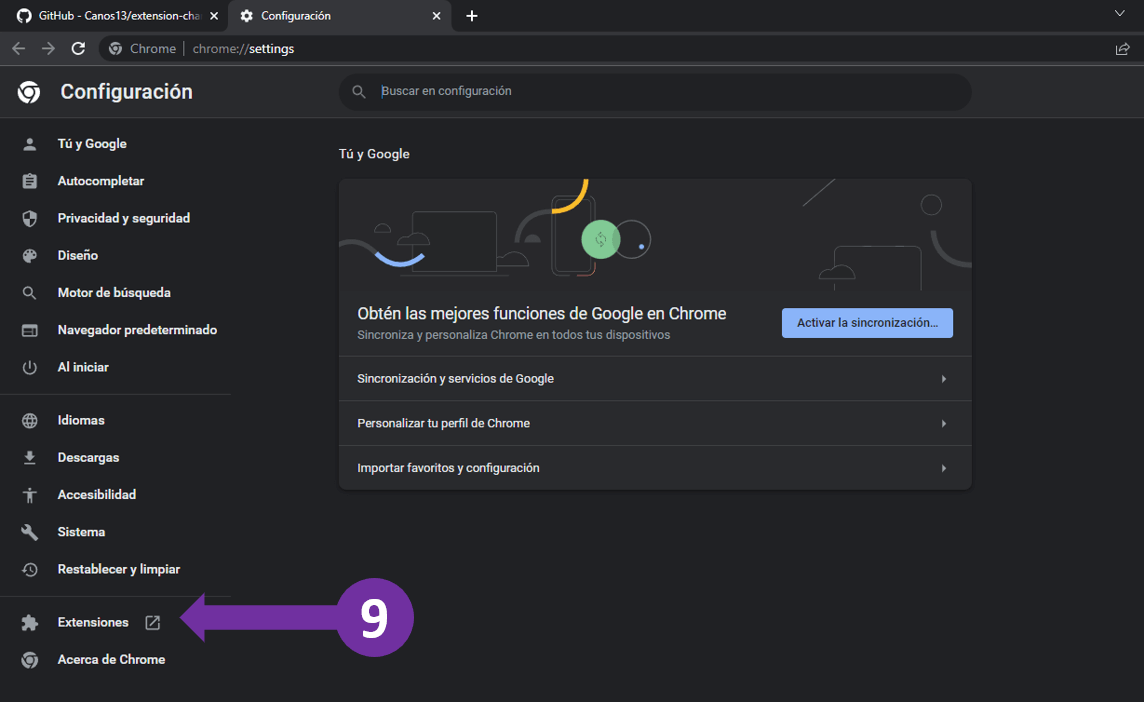 GitHub - Canos13/extension-cha
Configuración
Chrome | chrome://settings
Configuración
Buscar en configuración
Tú y Google
Autocompletar
Privacidad y seguridad
Diseño
Motor de búsqueda
Navegador predeterminado
Al iniciar
Idiomas
Descargas
Accesibilidad
Sistema
Restablecer y limpiar
Extensiones
9
Acerca de Chrome
Tú y Google
Obtén las mejores funciones de Google en Chrome
Sincroniza y personaliza Chrome en todos tus dispositivos
Activar la sincronización...
Sincronización y servicios de Google
Personalizar tu perfil de Chrome
Importar favoritos y configuración